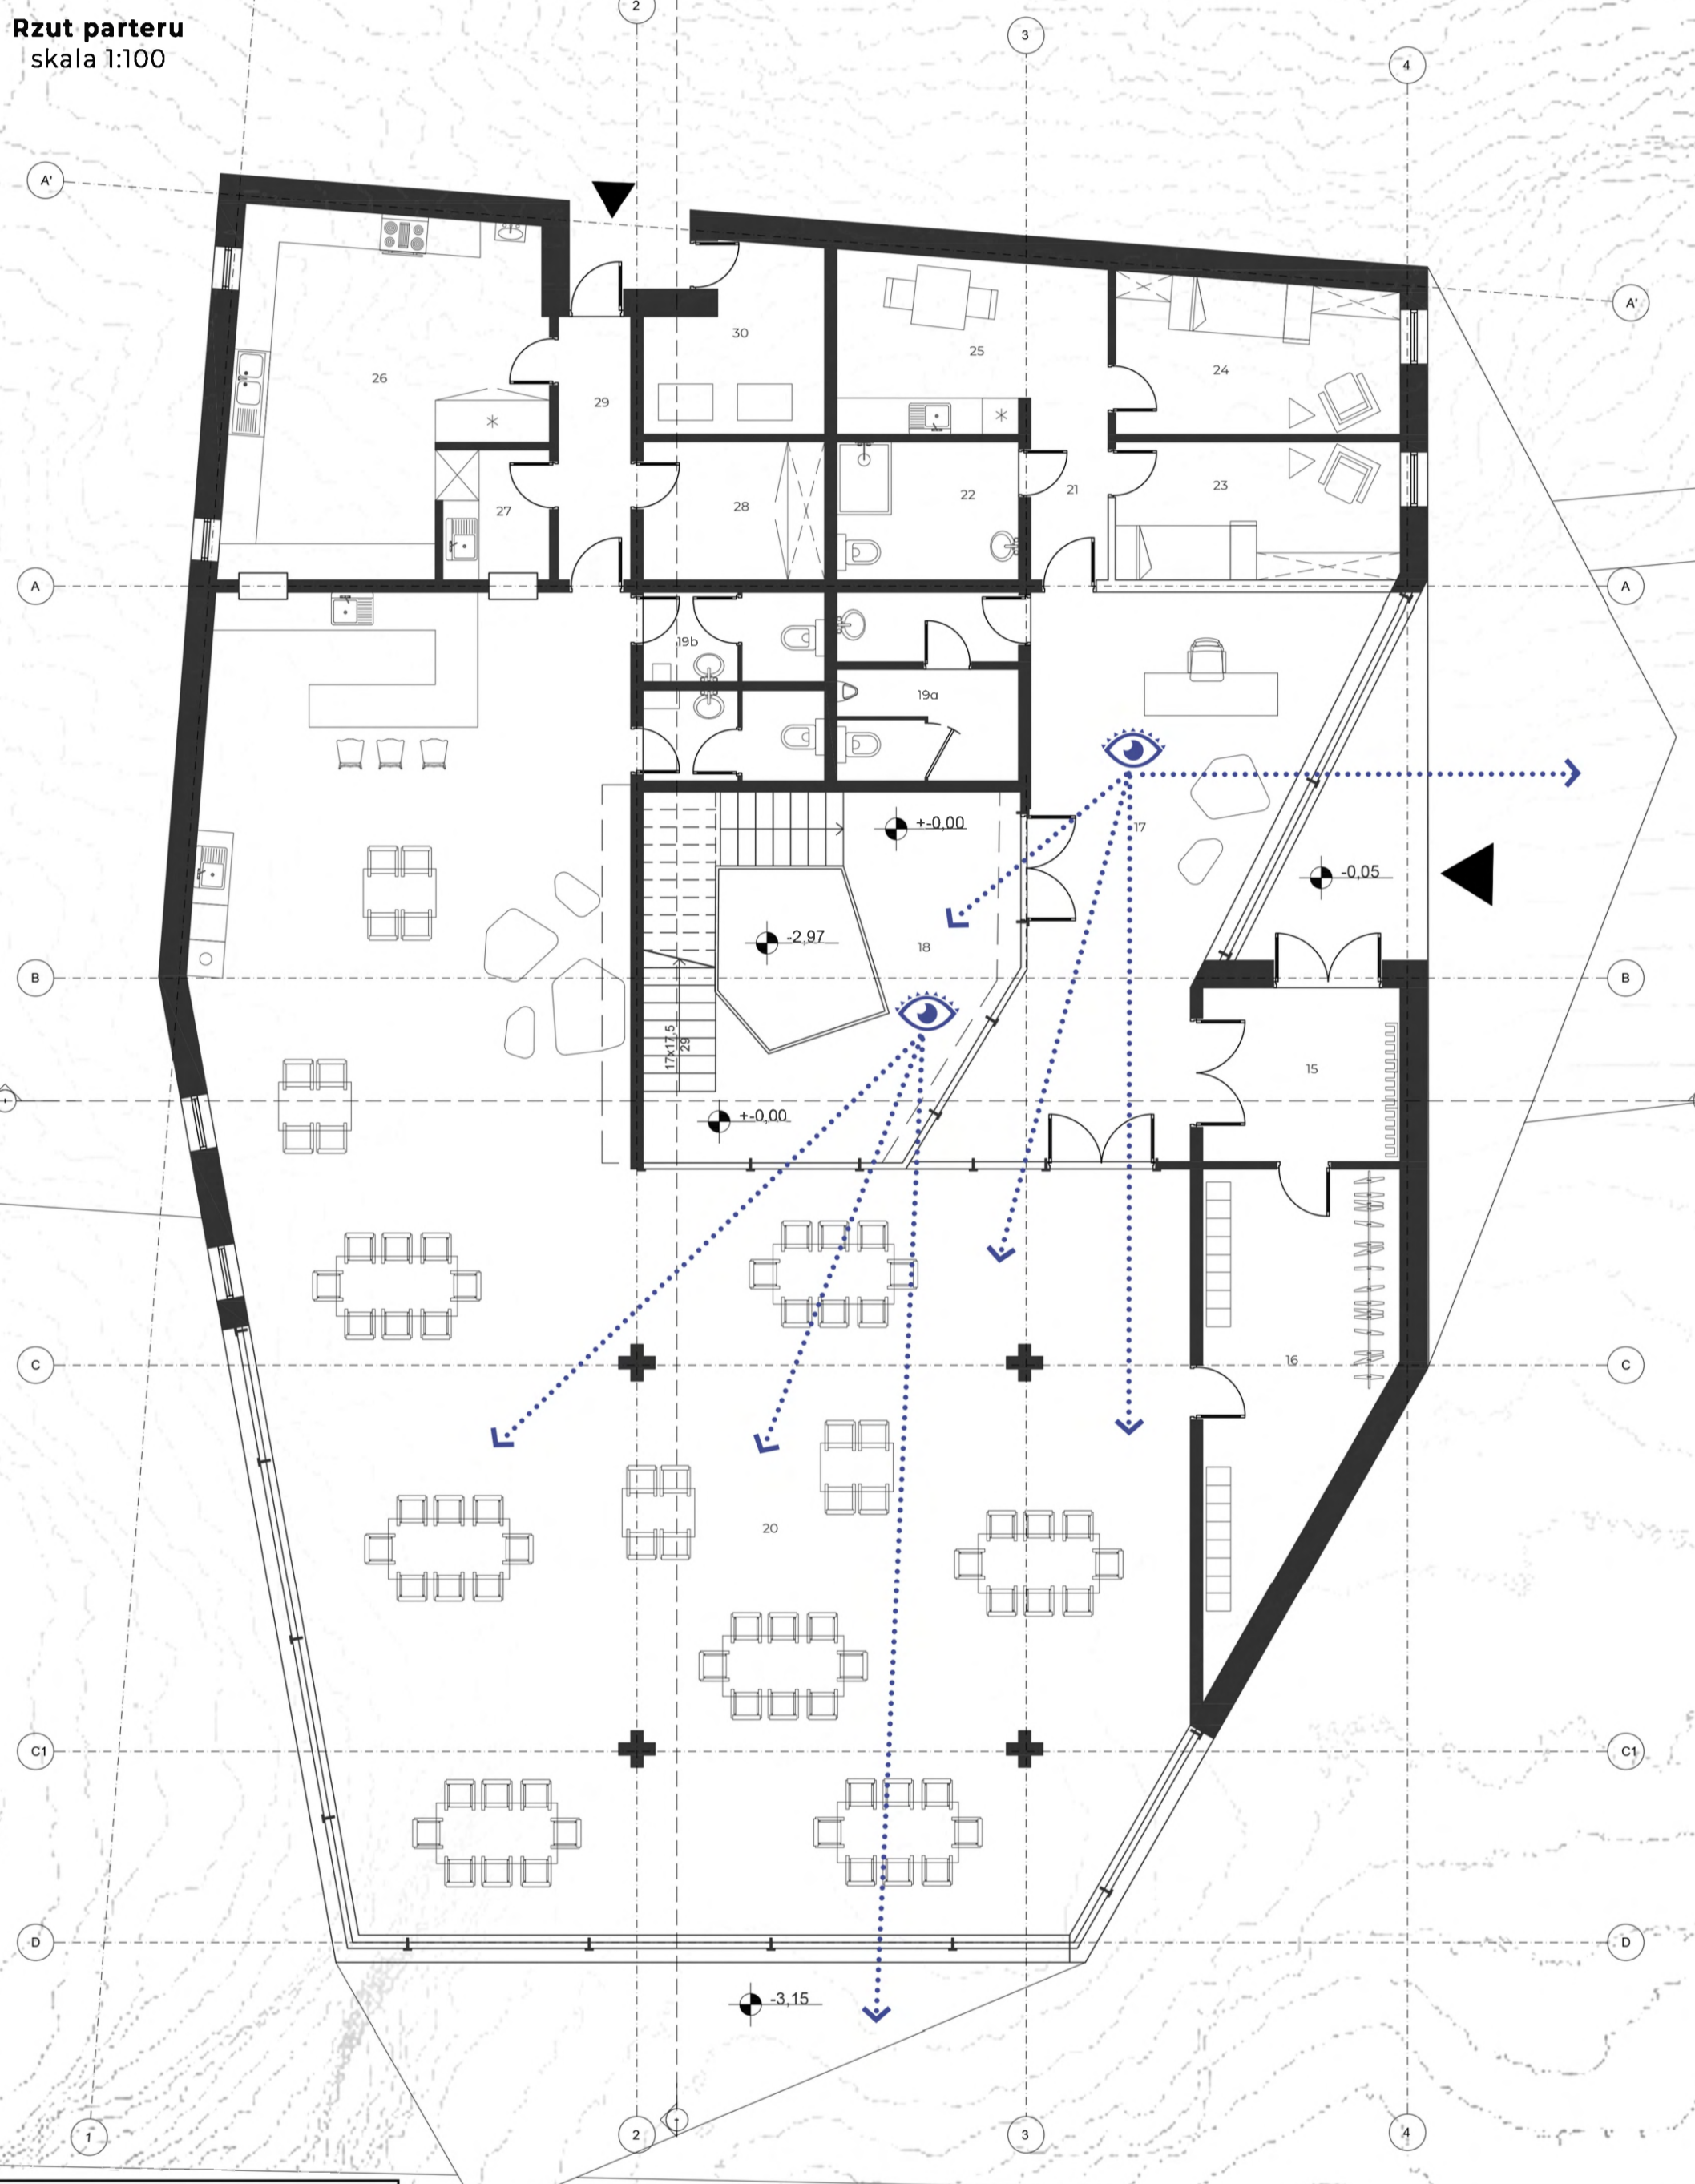 Rzut parteru
skala 1:100
2
3
4
A'
A'
30
25
24
26
29
22
21
23
28
27
A
A
19b
19a
+-0,00
17
-0,05
-2,97
18
B
B
17x17,5
29
15
+-0,00
16
C
C
20
C1
C1
D
D
-3,15
1
2
3
4